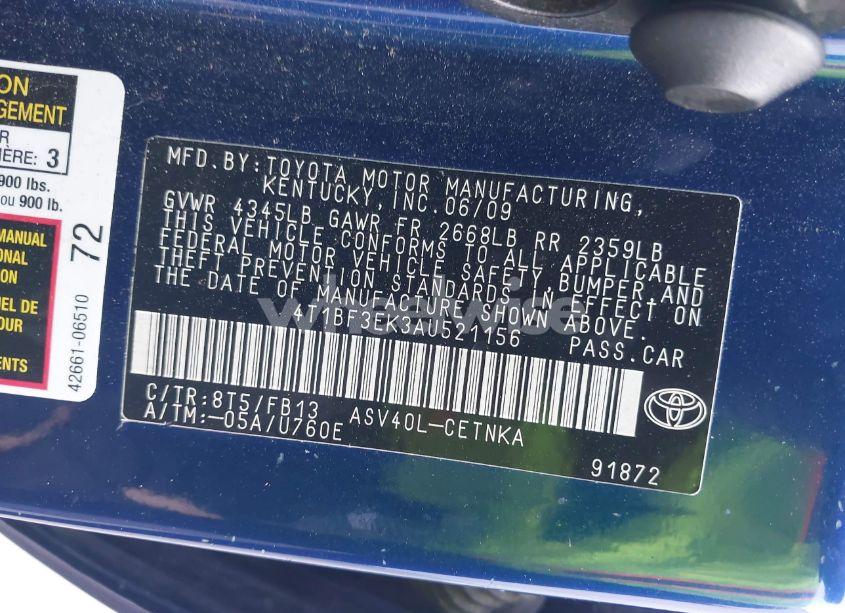 ON
GEMENT
R
IÈRE: 3
900 lbs.
ou 900 lb.
MANUAL
ONAL
ION
EL DE
OUR
ENTS
42661-06510
72
MFD.BY:TOYOTA MOTOR MANUFACTURING,
KENTUCKY,INC.06/09
GVWR 4345LB GAWR FR 2668LB RR 2359LB
THIS VEHICLE CONFORMS TO ALL APPLICABLE
FEDERAL MOTOR VEHICLE SAFETY,BUMPER,AND
THEFT PREVENTION STANDARDS IN EFFECT ON
THE DATE OF MANUFACTURE SHOWN ABOVE.
4T1BF3EK3AU521156 PASS.CAR
C/TR:8T5/FB13 ASV40L-CETNKA
A/TM:-05A/U760E
91872
wheelwise